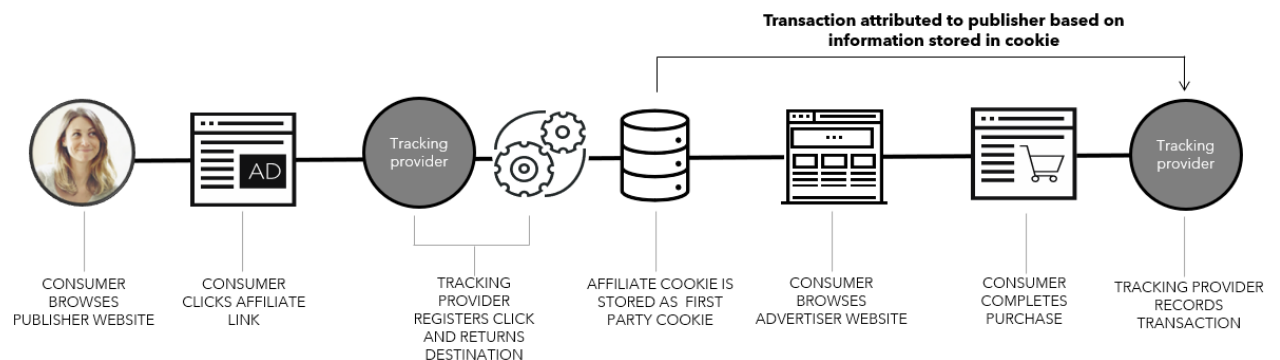 Transaction attributed to publisher based on
information stored in cookie
AD
Tracking
provider
Tracking
provider
CONSUMER
BROWSES
PUBLISHER WEBSITE
CONSUMER
CLICKS AFFILIATE
LINK
TRACKING
PROVIDER
REGISTERS CLICK
AND RETURNS
DESTINATION
AFFILIATE COOKIE IS
STORED AS FIRST
PARTY COOKIE
CONSUMER
BROWSES
ADVERTISER WEBSITE
CONSUMER
COMPLETES
PURCHASE
TRACKING PROVIDER
RECORDS
TRANSACTION